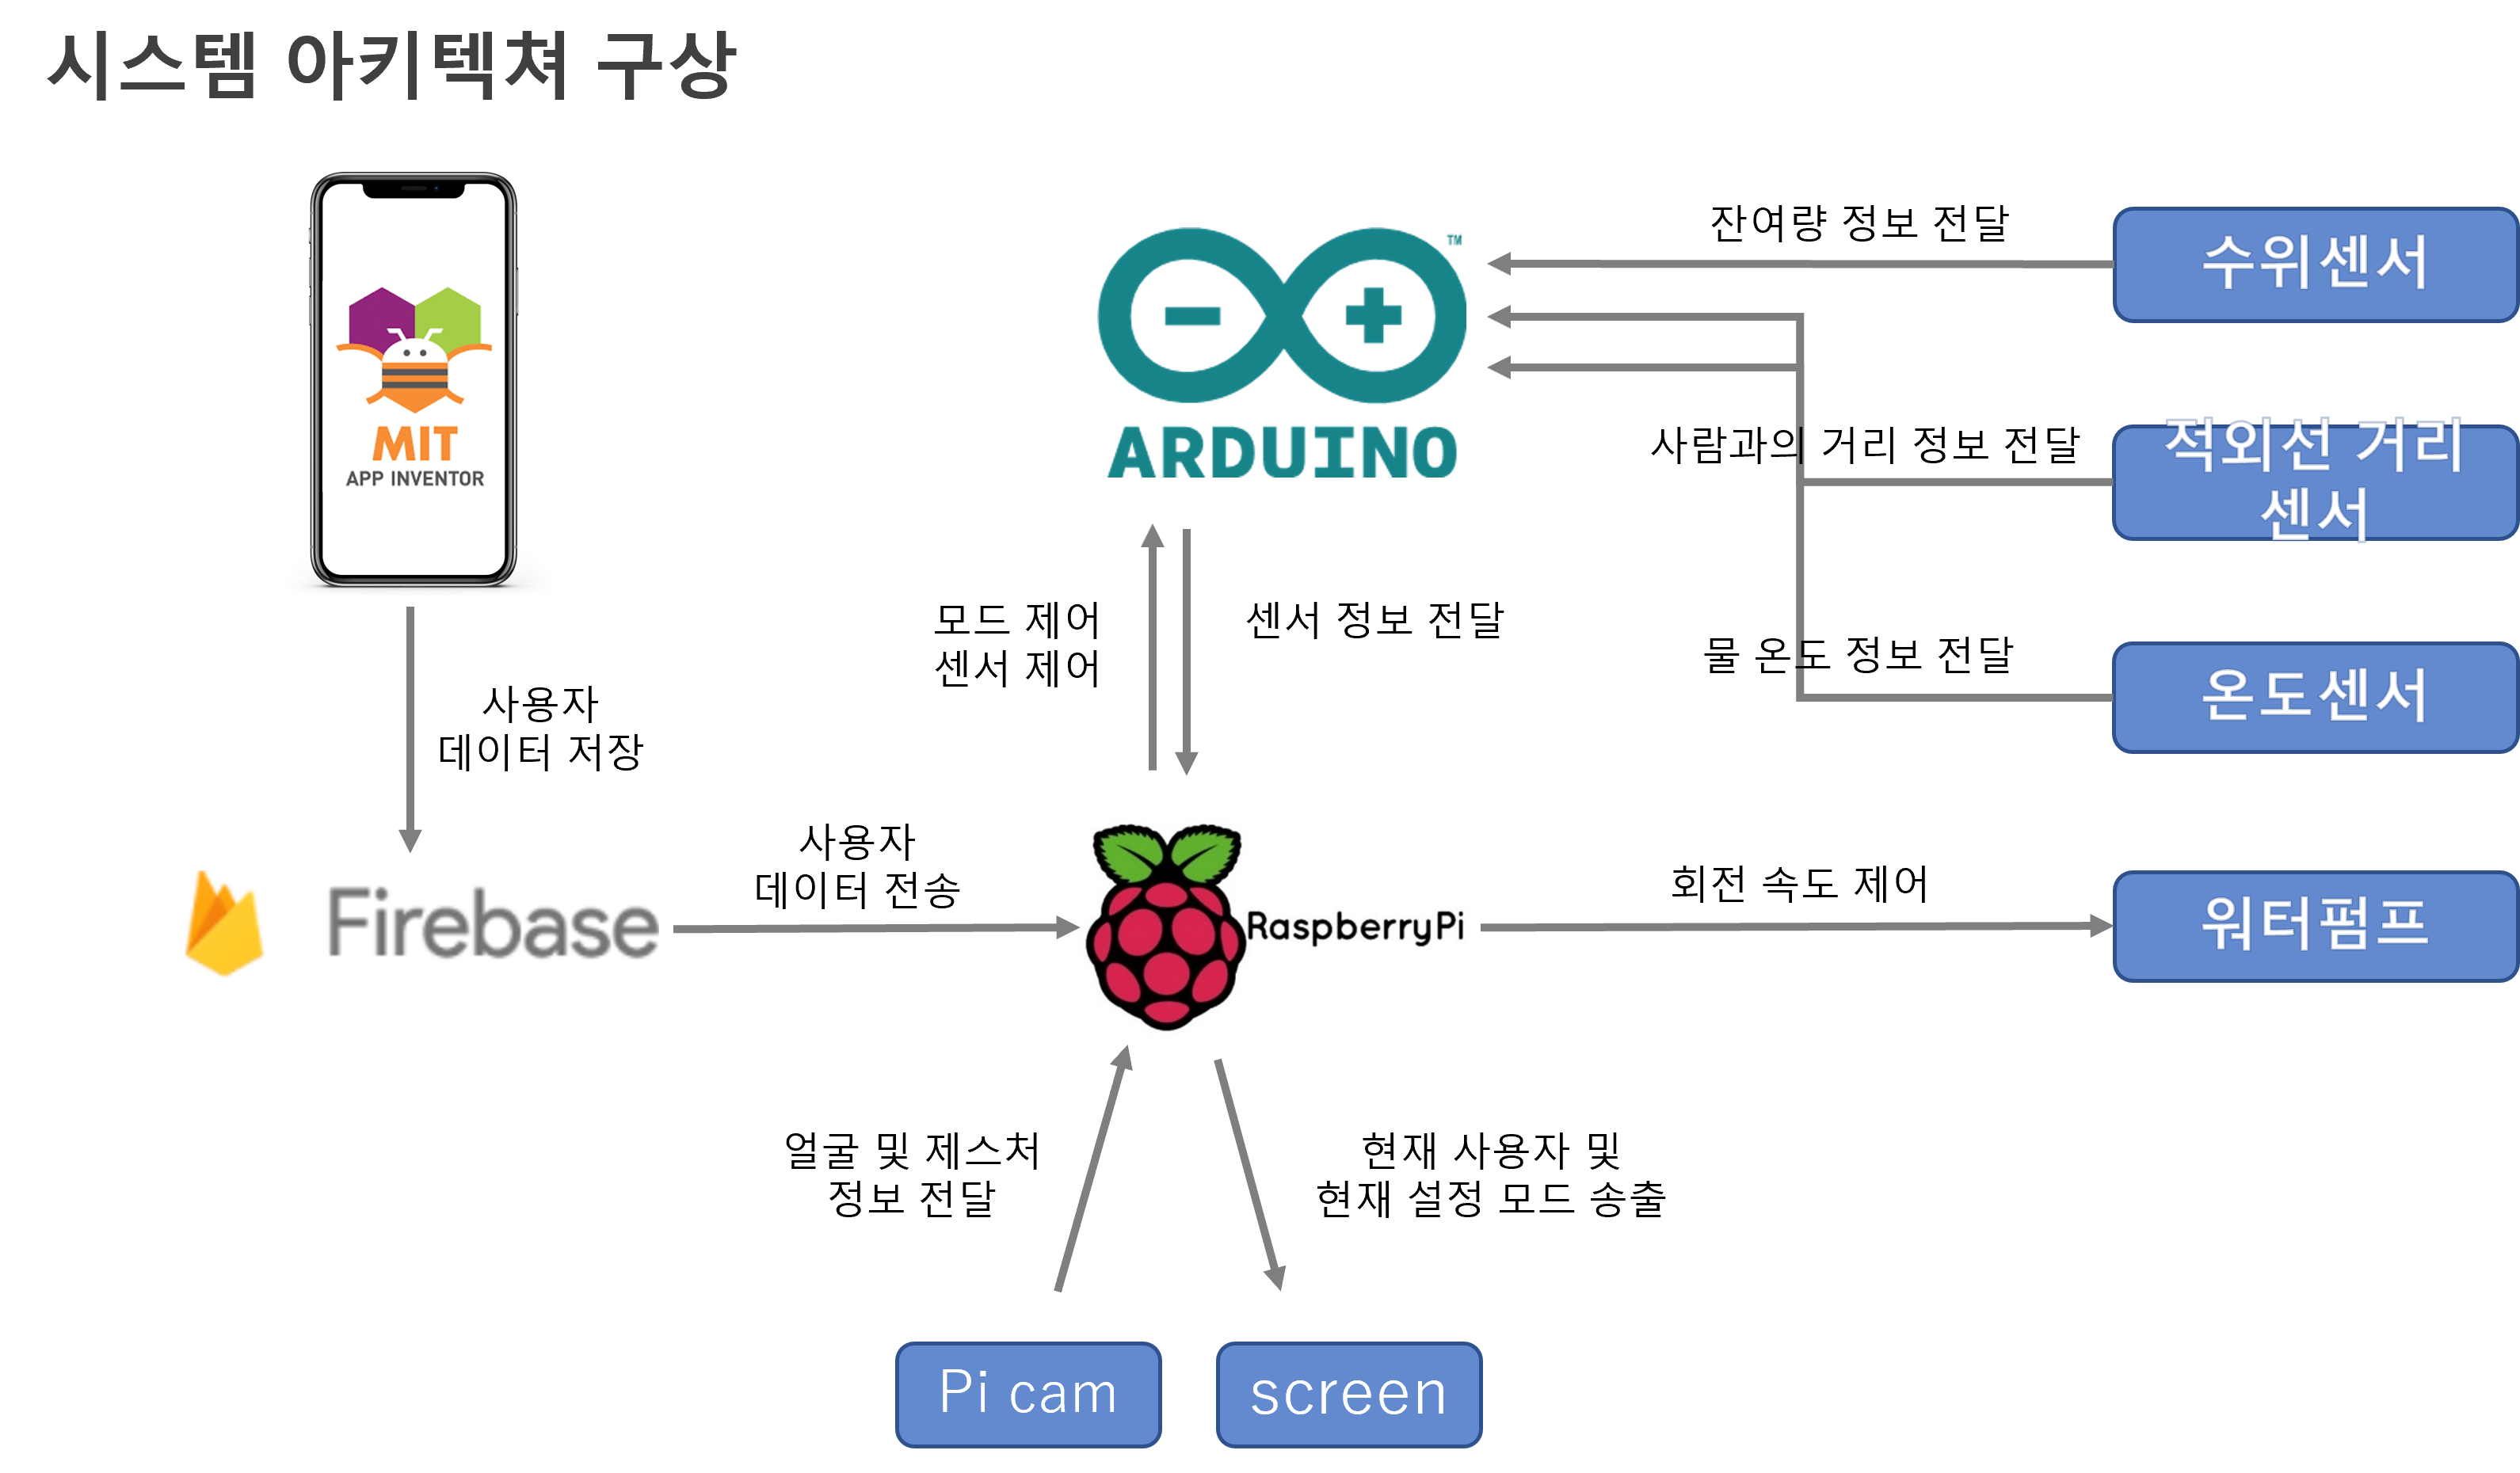 시스템 아키텍쳐 구상
MIT
APP INVENTOR
TM
ARDUINO
잔여량 정보 전달
수위센서
사람과의 거리 정보 전달
적외선 거리
센서
모드 제어
센서 제어
센서 정보 전달
물 온도 정보 전달
온도센서
사용자
데이터 저장
Firebase
사용자
데이터 전송
RaspberryPi
회전 속도 제어
워터펌프
얼굴 및 제스처
정보 전달
현재 사용자 및
현재 설정 모드 송출
Pi cam
screen